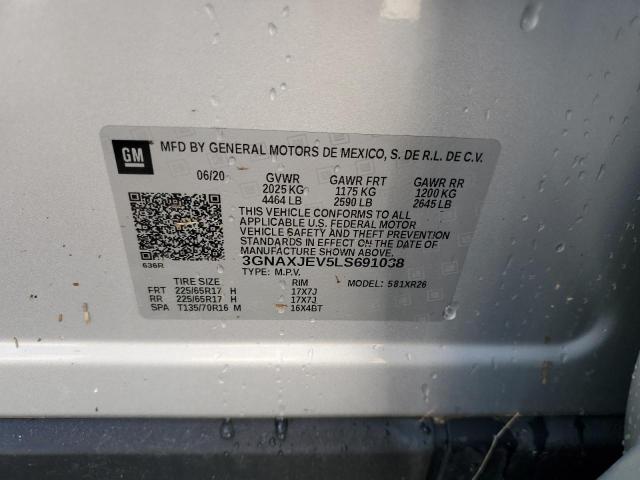 GM MFD BY GENERAL MOTORS DE MEXICO, S. DE R.L. DE C.V.
06/20 GVWR GAWR FRT GAWR RR
2025 KG 1175 KG 1200 KG
4464 LB 2590 LB 2645 LB
THIS VEHICLE CONFORMS TO ALL
APPLICABLE U.S. FEDERAL MOTOR
VEHICLE SAFETY AND THEFT PREVENTION
STANDARDS IN EFFECT ON THE DATE OF
MANUFACTURE SHOWN ABOVE.
636R 3GNAXJEV5LS691038
TYPE: M.P.V.
TIRE SIZE RIM MODEL: 581XR26
FRT 225/65R17 H 17X7J
RR 225/65R17 H 17X7J
SPA T135/70R16 M 16X4BT